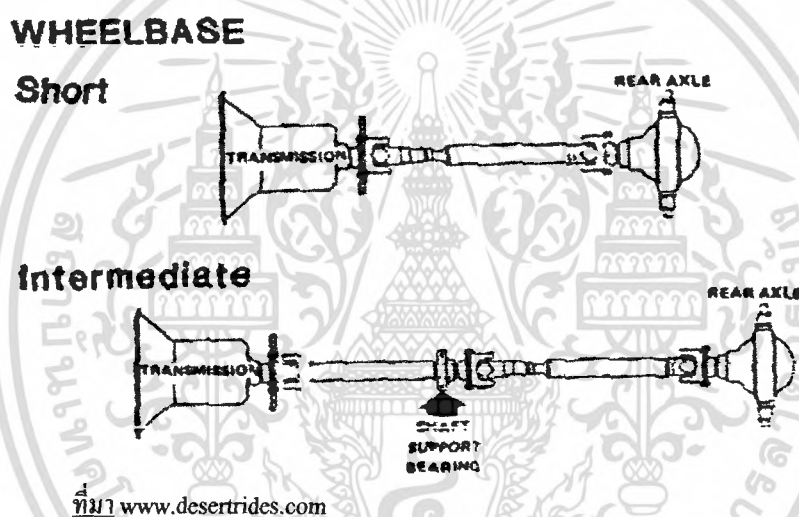 WHEELBASE
Short
REAR AXLE
TRANSMISSION
Intermediate
REAR AXLE
TRANSMISSION
SHAFT
SUPPORT
BEARING
ที่มา www.desertrides.com